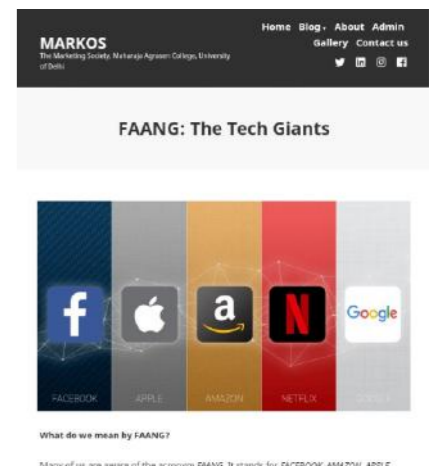 Home Blog About Admin
MARKOS
Gallery Contact us
The Marketing Society, Maharaja Agrasen College, University
of Delhi
FAANG: The Tech Giants
f a N Google
FACEBOOK APPLE AMAZON NETFLIX GOOGLE
What do we mean by FAANG?
Many of us are aware of the acronym FAANG. It stands for FACEBOOK, AMAZON, APPLE,